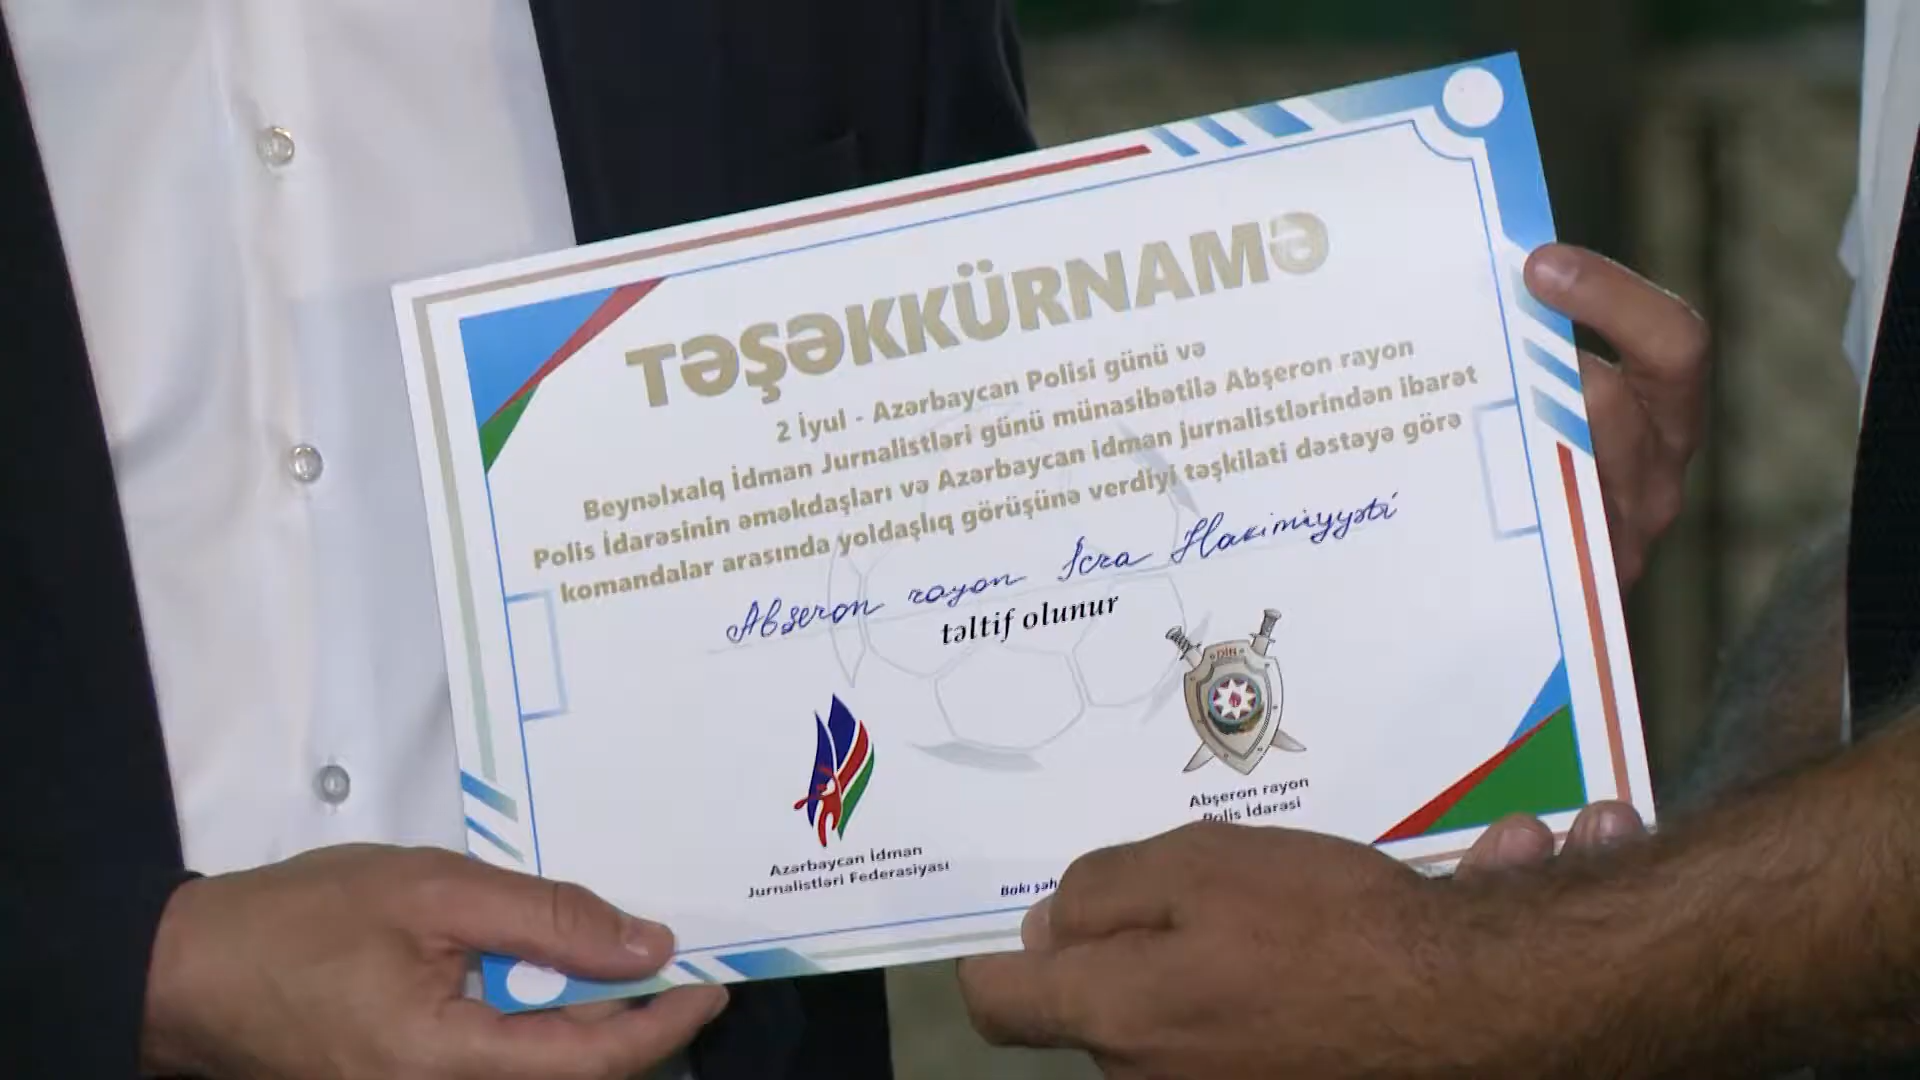 TƏŞƏKKÜRNAMƏ
2 İyul - Azərbaycan Polisi günü və
Beynəlxalq İdman Jurnalistləri günü münasibətilə Abşeron rayon
Polis İdarəsinin əməkdaşları və Azərbaycan idman jurnalistlərindən ibarət
komandalar arasında yoldaşlıq görüşünə verdiyi təşkilati dəstəyə görə
Abşeron rayon İcra Hakimiyyəti
təltif olunur
DİN
Azərbaycan İdman
Jurnalistləri Federasiyası
Abşeron rayon
Polis İdarəsi
Bakı şəh